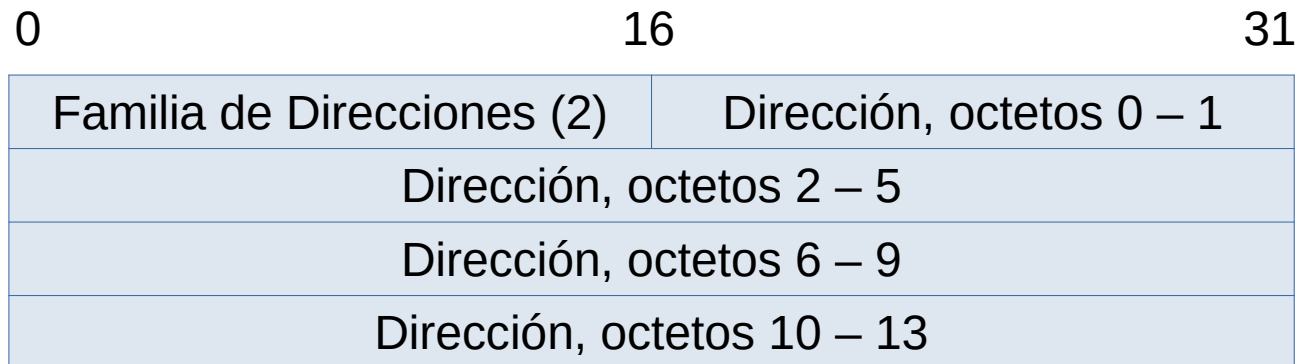 0 16 31
Familia de Direcciones (2) Dirección, octetos 0 – 1
Dirección, octetos 2 – 5
Dirección, octetos 6 – 9
Dirección, octetos 10 – 13